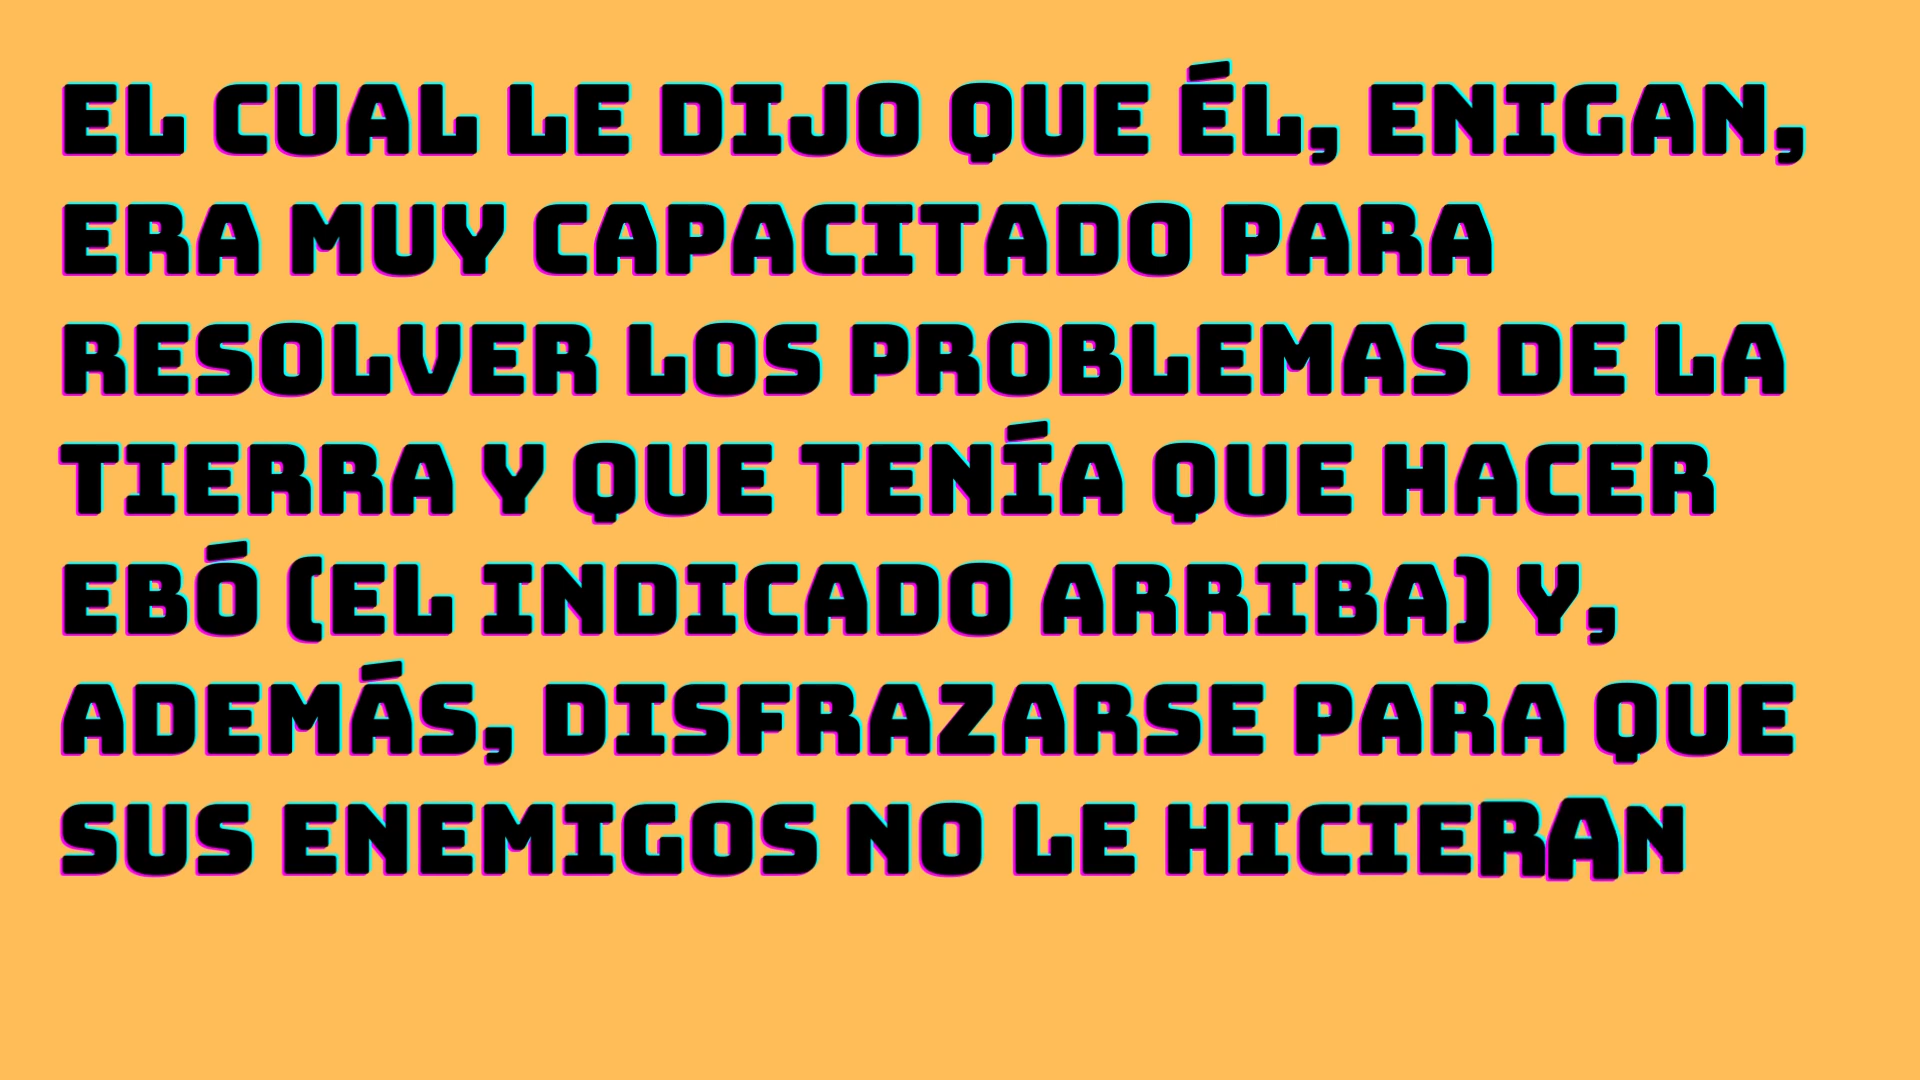 EL CUAL LE DIJO QUE ÉL, ENIGAN,
ERA MUY CAPACITADO PARA
RESOLVER LOS PROBLEMAS DE LA
TIERRA Y QUE TENÍA QUE HACER
EBÓ (EL INDICADO ARRIBA) Y,
ADEMÁS, DISFRAZARSE PARA QUE
SUS ENEMIGOS NO LE HICIERAN